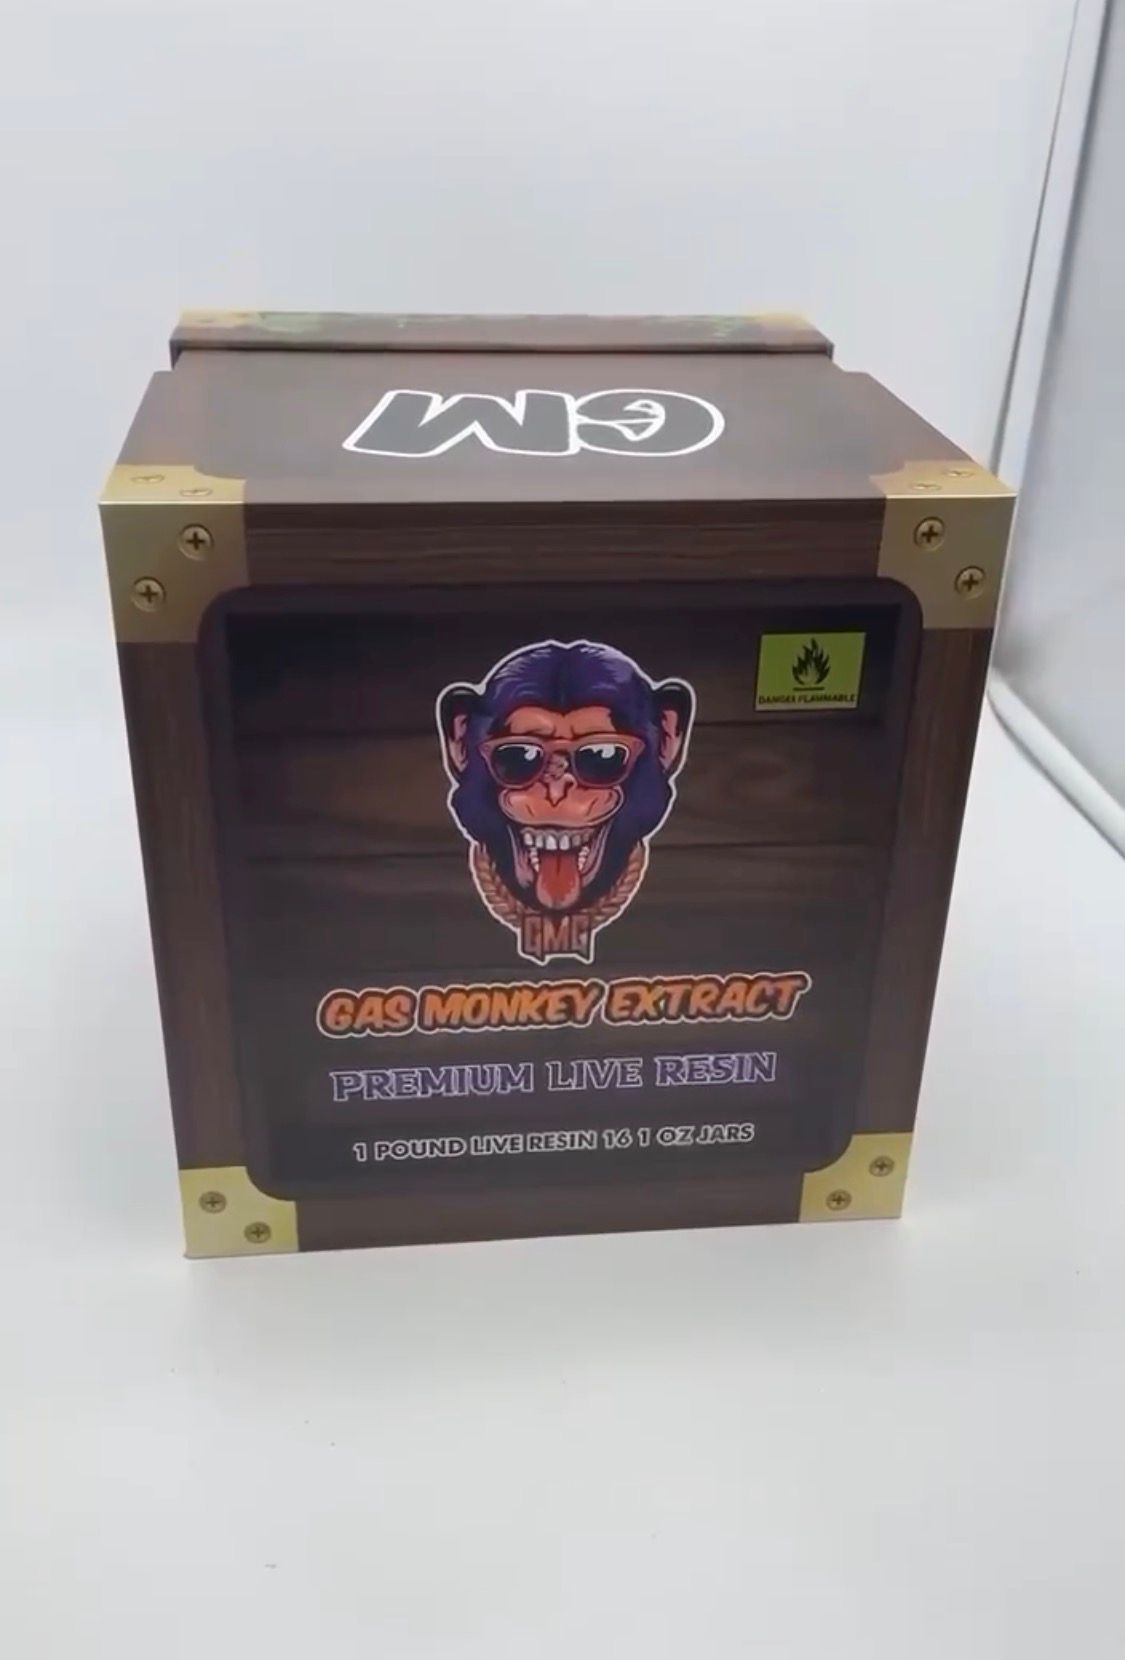 GM
DANGER FLAMMABLE
GMG
GAS MONKEY EXTRACT
PREMIUM LIVE RESIN
1 POUND LIVE RESIN 16 1 OZ JARS